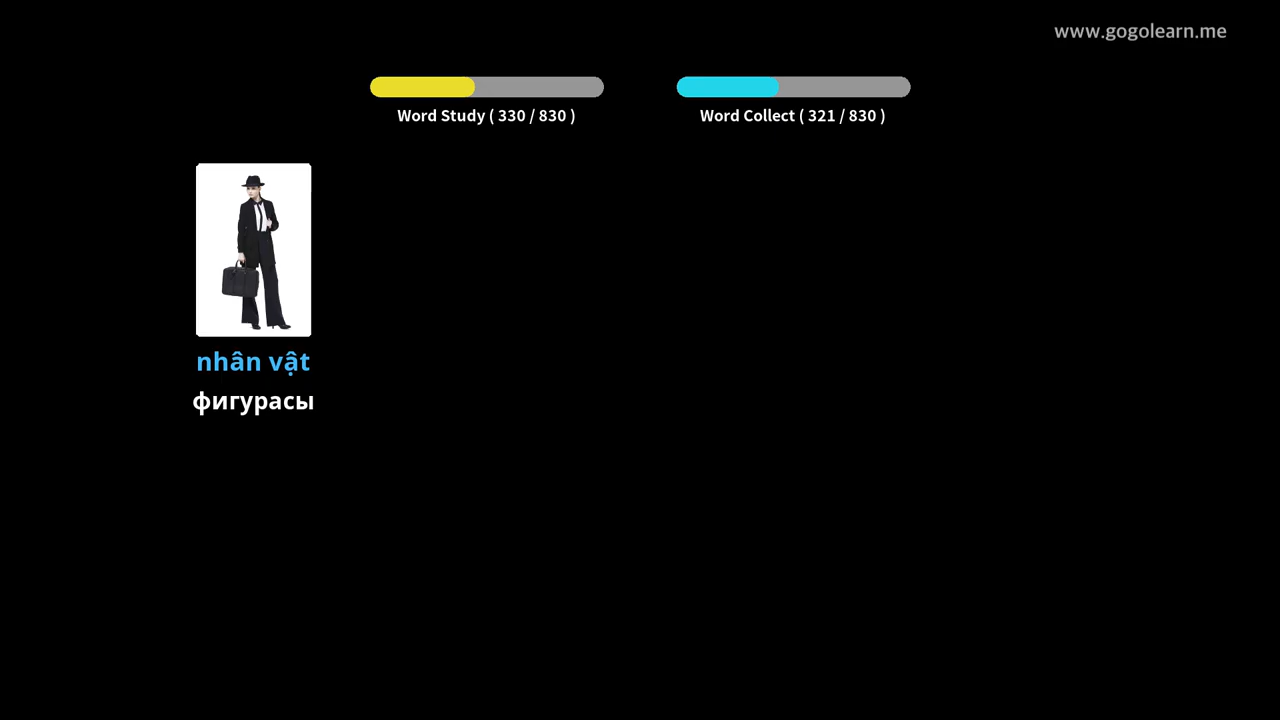 www.gogolearn.me
Word Study ( 330 / 830 )
Word Collect ( 321 / 830 )
nhân vật
фигурасы